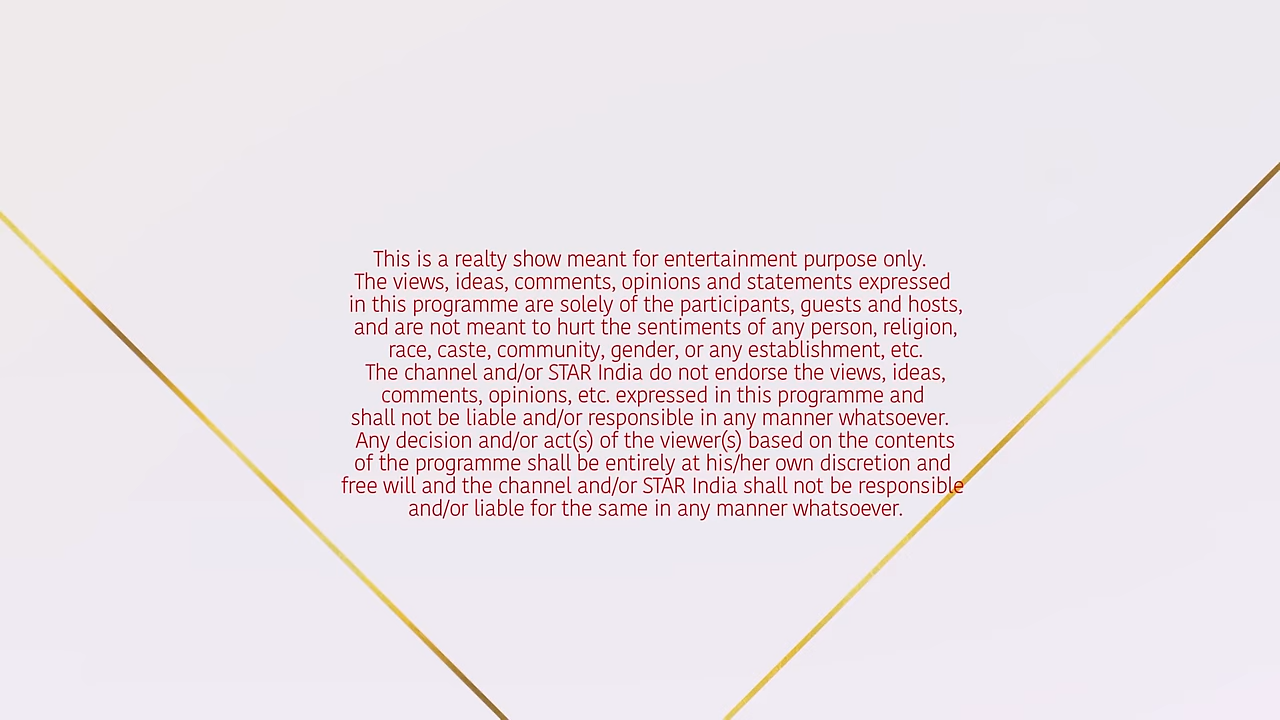 This is a realty show meant for entertainment purpose only.
The views, ideas, comments, opinions and statements expressed
in this programme are solely of the participants, guests and hosts,
and are not meant to hurt the sentiments of any person, religion,
race, caste, community, gender, or any establishment, etc.
The channel and/or STAR India do not endorse the views, ideas,
comments, opinions, etc. expressed in this programme and
shall not be liable and/or responsible in any manner whatsoever.
Any decision and/or act(s) of the viewer(s) based on the contents
of the programme shall be entirely at his/her own discretion and
free will and the channel and/or STAR India shall not be responsible
and/or liable for the same in any manner whatsoever.